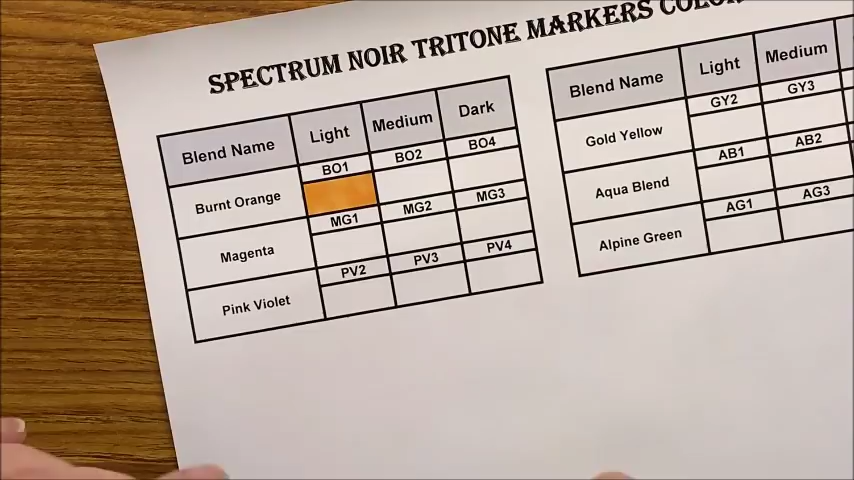 SPECTRUM NOIR TRITONE MARKERS
Blend Name Light Medium Dark
BO1 BO2 BO4
Burnt Orange
MG1 MG2 MG3
Magenta
PV2 PV3 PV4
Pink Violet
Blend Name Light Medium
GY2 GY3
Gold Yellow
AB1 AB2
Aqua Blend
AG1 AG3
Alpine Green